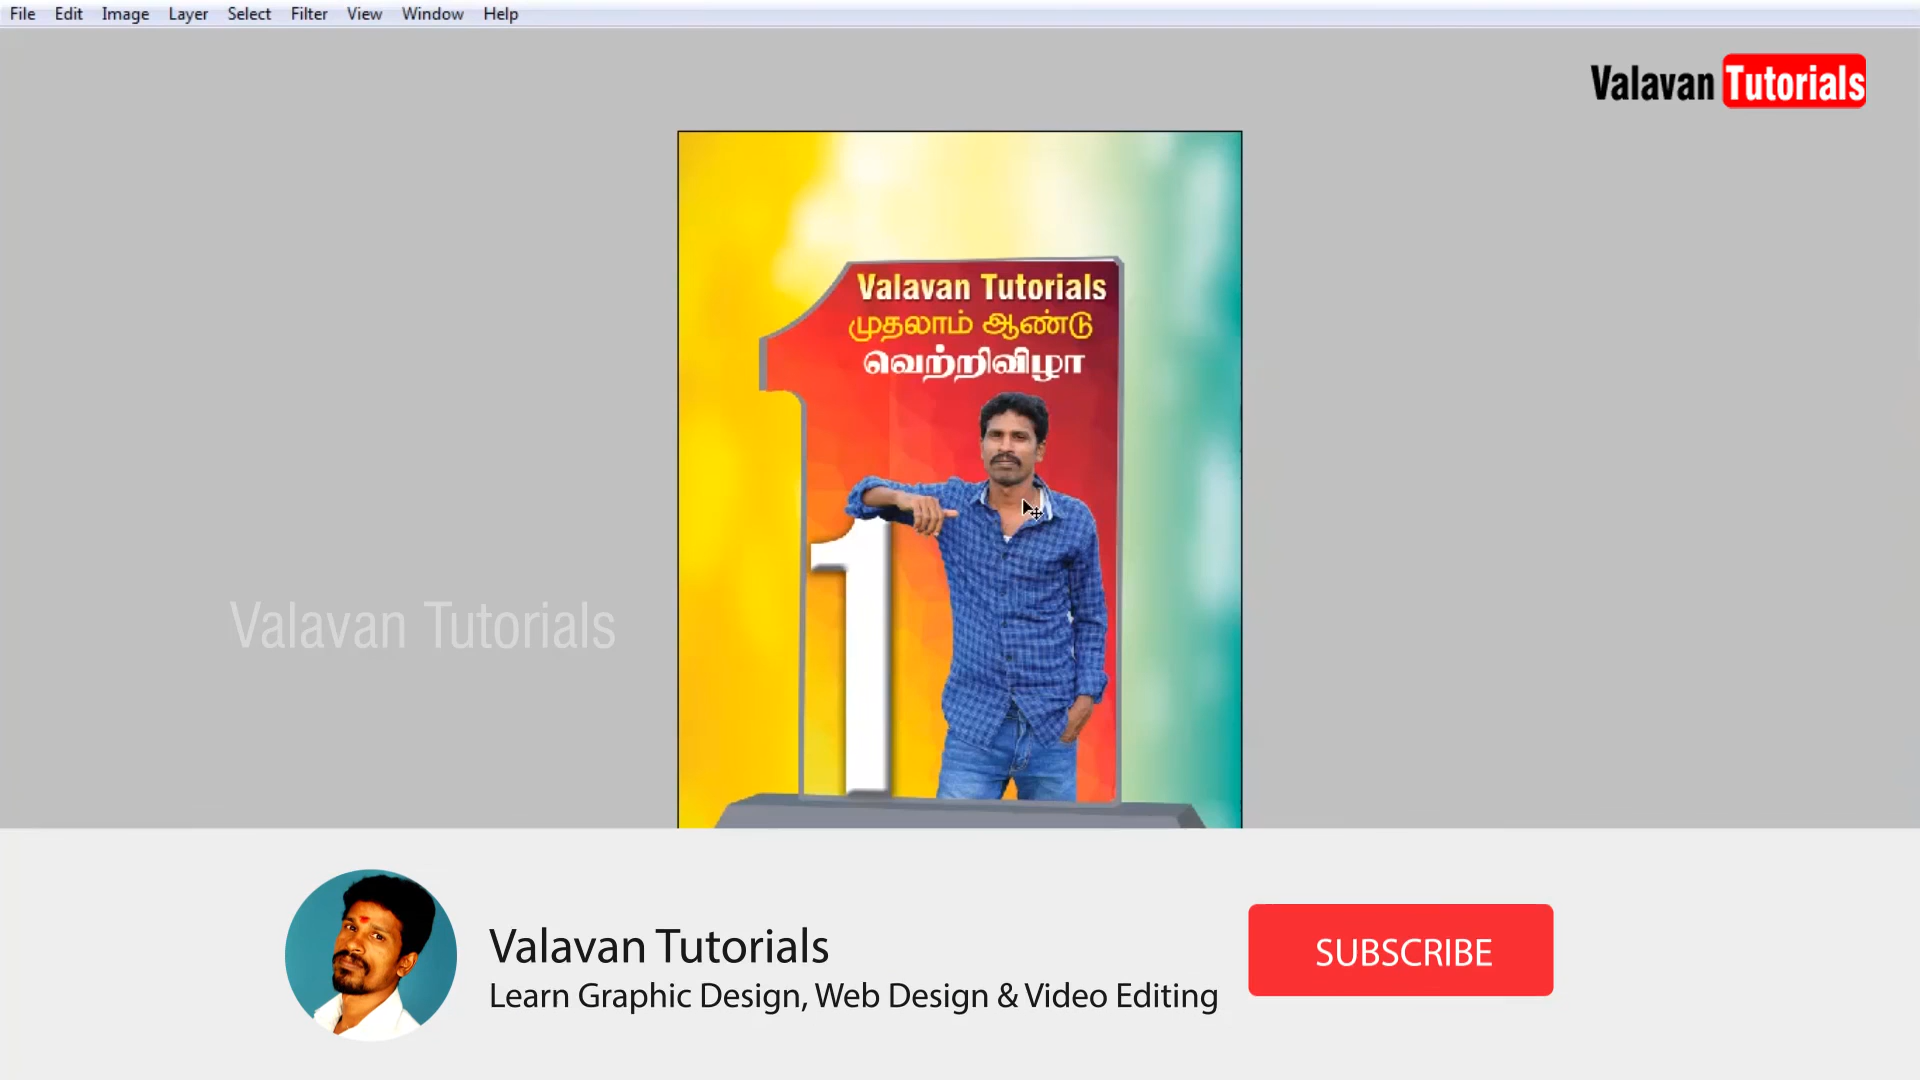 File Edit Image Layer Select Filter View Window Help
Valavan Tutorials
Valavan Tutorials
முதலாம் ஆண்டு
வெற்றிவிழா
1
Valavan Tutorials
Valavan Tutorials
Learn Graphic Design, Web Design & Video Editing
SUBSCRIBE